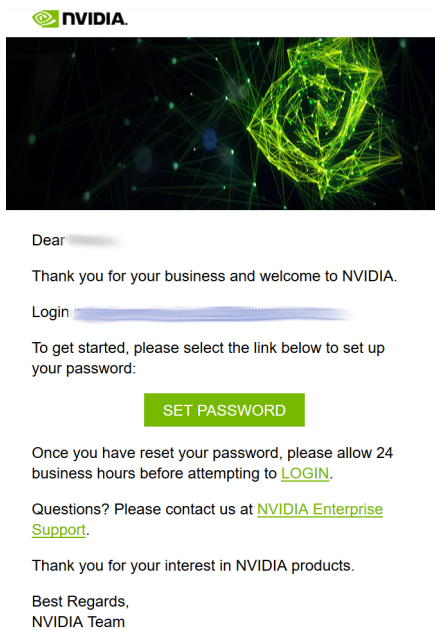 NVIDIA.
Dear
Thank you for your business and welcome to NVIDIA.
Login
To get started, please select the link below to set up
your password:
SET PASSWORD
Once you have reset your password, please allow 24
business hours before attempting to LOGIN.
Questions? Please contact us at NVIDIA Enterprise
Support.
Thank you for your interest in NVIDIA products.
Best Regards,
NVIDIA Team